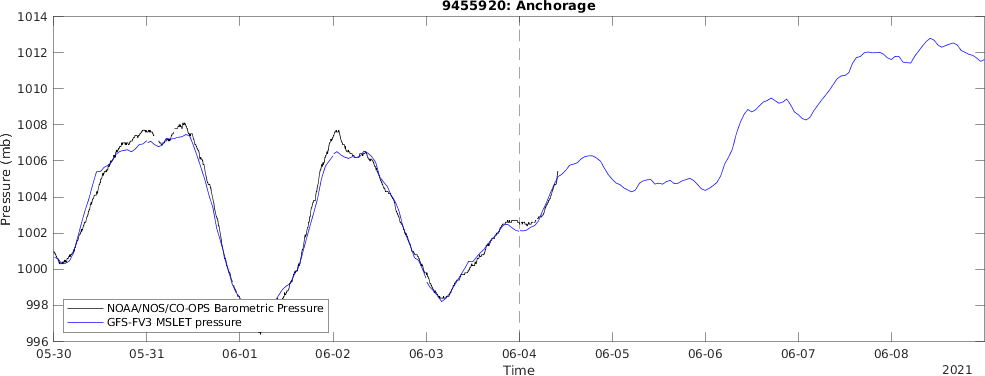 9455920: Anchorage
1014
1012
1010
1008
1006
1004
1002
1000
998
996
Pressure (mb)
NOAA/NOS/CO-OPS Barometric Pressure
GFS-FV3 MSLET pressure
05-30 05-31 06-01 06-02 06-03 06-04 06-05 06-06 06-07 06-08
Time
2021